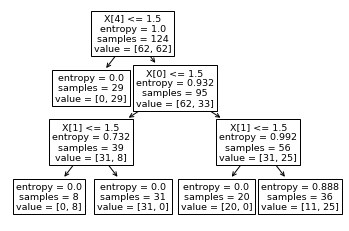 X[4] <= 1.5
entropy = 1.0
samples = 124
value = [62, 62]
entropy = 0.0
samples = 29
value = [0, 29]
X[0] <= 1.5
entropy = 0.932
samples = 95
value = [62, 33]
X[1] <= 1.5
entropy = 0.732
samples = 39
value = [31, 8]
X[1] <= 1.5
entropy = 0.992
samples = 56
value = [31, 25]
entropy = 0.0
samples = 8
value = [0, 8]
entropy = 0.0
samples = 31
value = [31, 0]
entropy = 0.0
samples = 20
value = [20, 0]
entropy = 0.888
samples = 36
value = [11, 25]